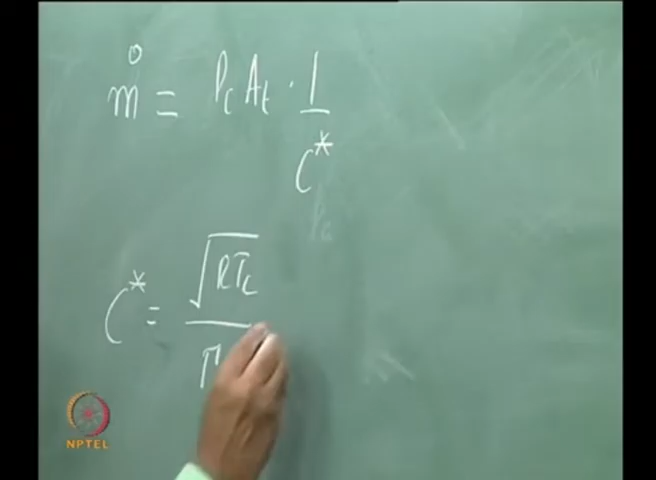 ṁ = Pc At · 1
C*
C* = √RTc
Γ
NPTEL